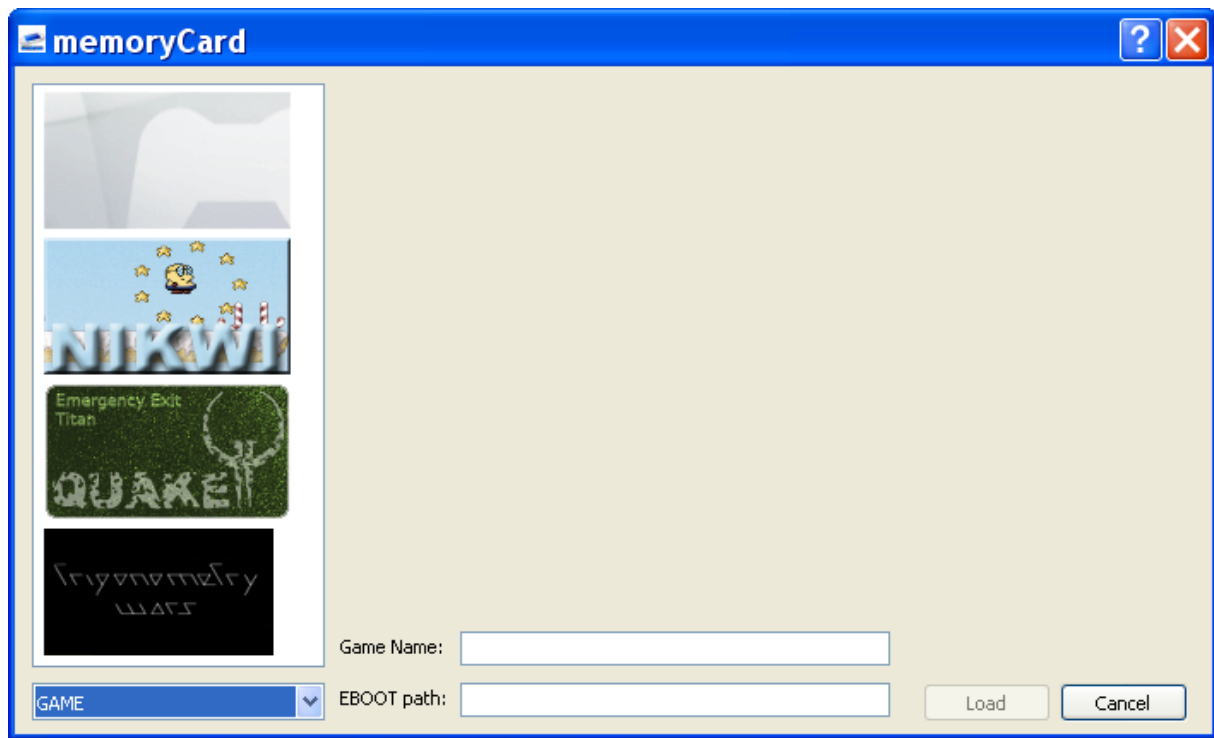 memoryCard
NIKWI
Emergency Exit
Titan
QUAKE
Trigonometry
wars
Game Name:
GAME
EBOOT path:
Load
Cancel